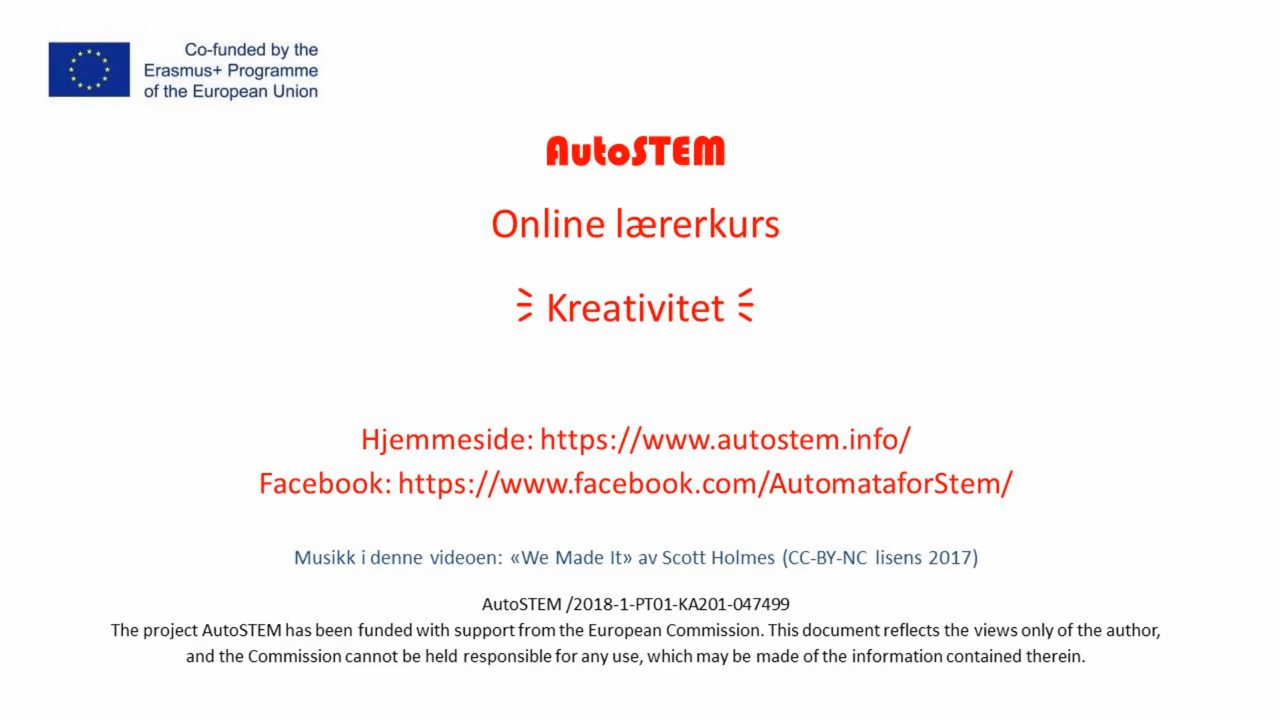 Co-funded by the
Erasmus+ Programme
of the European Union
AutoSTEM
Online lærerkurs
Kreativitet
Hjemmeside: https://www.autostem.info/
Facebook: https://www.facebook.com/AutomataforStem/
Musikk i denne videoen: «We Made It» av Scott Holmes (CC-BY-NC lisens 2017)
AutoSTEM /2018-1-PT01-KA201-047499
The project AutoSTEM has been funded with support from the European Commission. This document reflects the views only of the author,
and the Commission cannot be held responsible for any use, which may be made of the information contained therein.